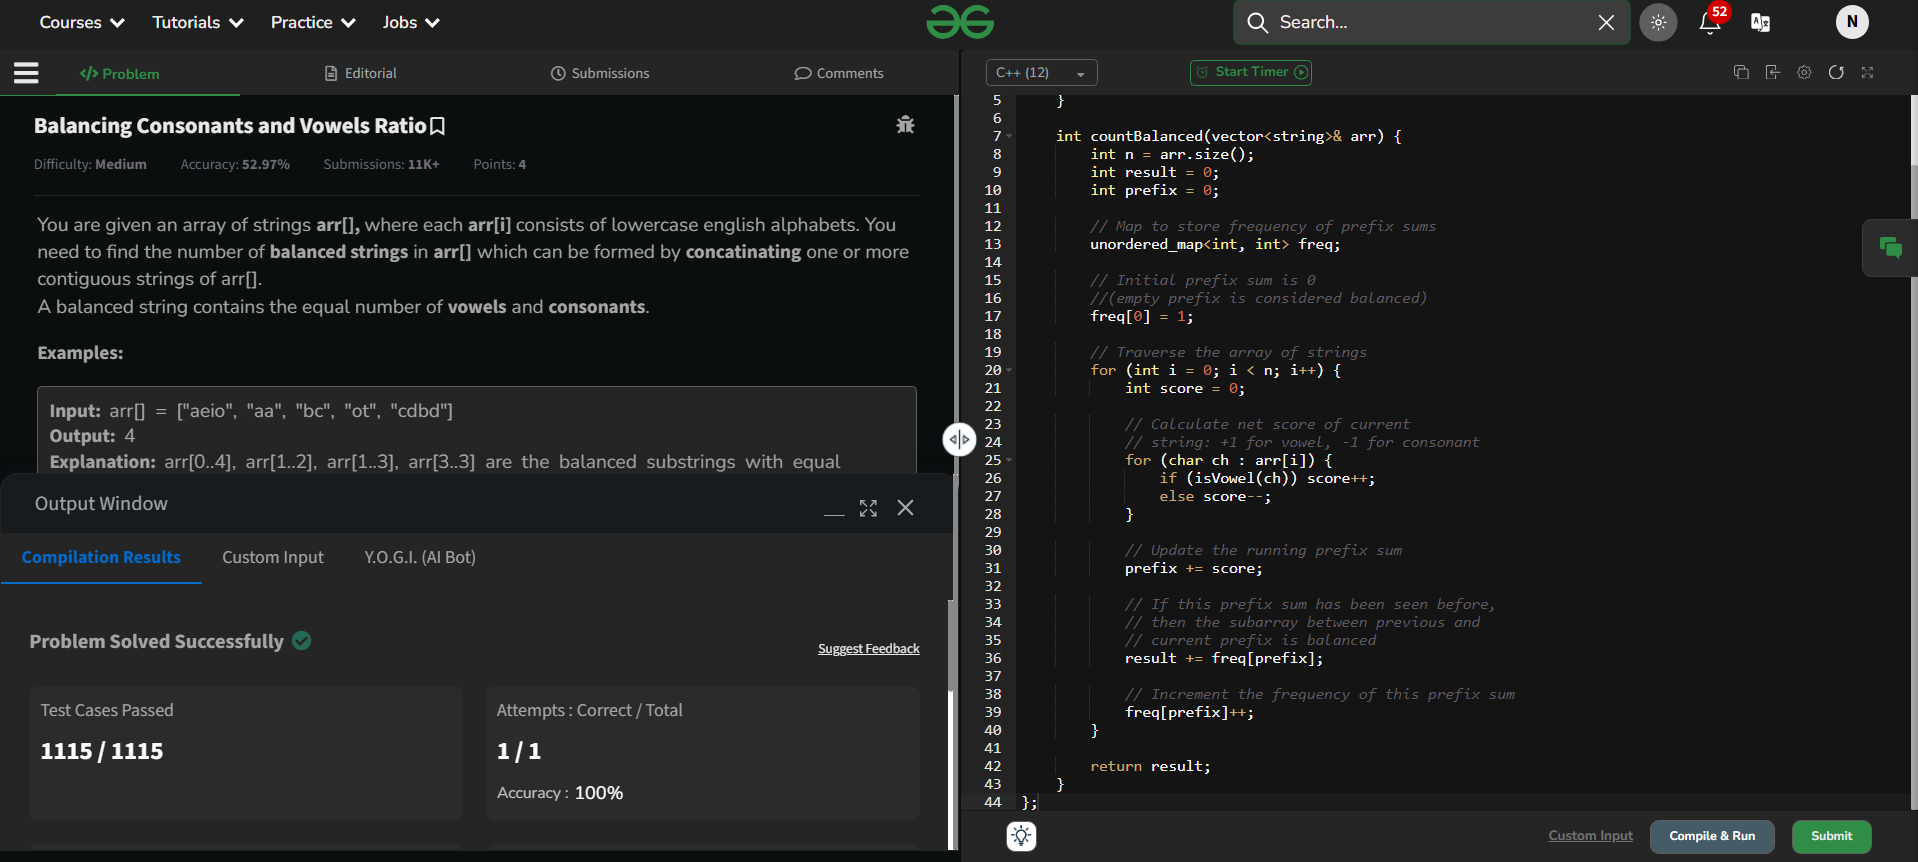 Courses Tutorials Practice Jobs Search... 52 N
Problem Editorial Submissions Comments
Balancing Consonants and Vowels Ratio
Difficulty: Medium Accuracy: 52.97% Submissions: 11K+ Points: 4
You are given an array of strings arr[], where each arr[i] consists of lowercase english alphabets. You
need to find the number of balanced strings in arr[] which can be formed by concatinating one or more
contiguous strings of arr[].
A balanced string contains the equal number of vowels and consonants.
Examples:
Input: arr[] = ["aeio", "aa", "bc", "ot", "cdbd"]
Output: 4
Explanation: arr[0..4], arr[1..2], arr[1..3], arr[3..3] are the balanced substrings with equal
Output Window
Compilation Results Custom Input Y.O.G.I. (AI Bot)
Problem Solved Successfully
Suggest Feedback
Test Cases Passed
1115 / 1115
Attempts : Correct / Total
1 / 1
Accuracy : 100%
C++ (12) Start Timer
5 }
6
7 int countBalanced(vector<string>& arr) {
8 int n = arr.size();
9 int result = 0;
10 int prefix = 0;
11
12 // Map to store frequency of prefix sums
13 unordered_map<int, int> freq;
14
15 // Initial prefix sum is 0
16 //(empty prefix is considered balanced)
17 freq[0] = 1;
18
19 // Traverse the array of strings
20 for (int i = 0; i < n; i++) {
21 int score = 0;
22
23 // Calculate net score of current
24 // string: +1 for vowel, -1 for consonant
25 for (char ch : arr[i]) {
26 if (isVowel(ch)) score++;
27 else score--;
28 }
29
30 // Update the running prefix sum
31 prefix += score;
32
33 // If this prefix sum has been seen before,
34 // then the subarray between previous and
35 // current prefix is balanced
36 result += freq[prefix];
37
38 // Increment the frequency of this prefix sum
39 freq[prefix]++;
40 }
41
42 return result;
43 }
44 };
Custom Input Compile & Run Submit